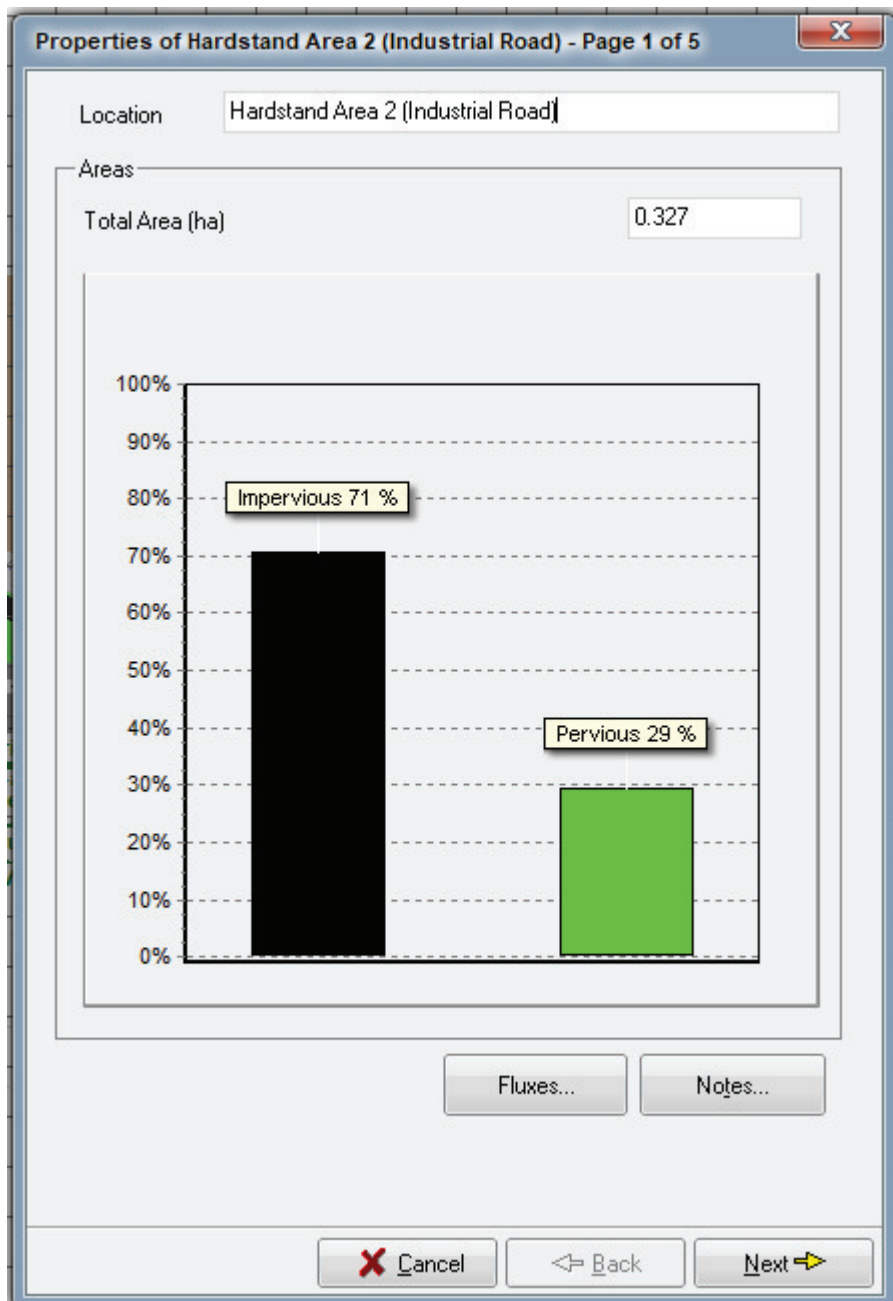 Properties of Hardstand Area 2 (Industrial Road) - Page 1 of 5
Location
Hardstand Area 2 (Industrial Road)
Areas
Total Area (ha)
0.327
100%
90%
80%
70%
60%
50%
40%
30%
20%
10%
0%
Impervious 71 %
Pervious 29 %
Fluxes...
Notes...
Cancel
Back
Next